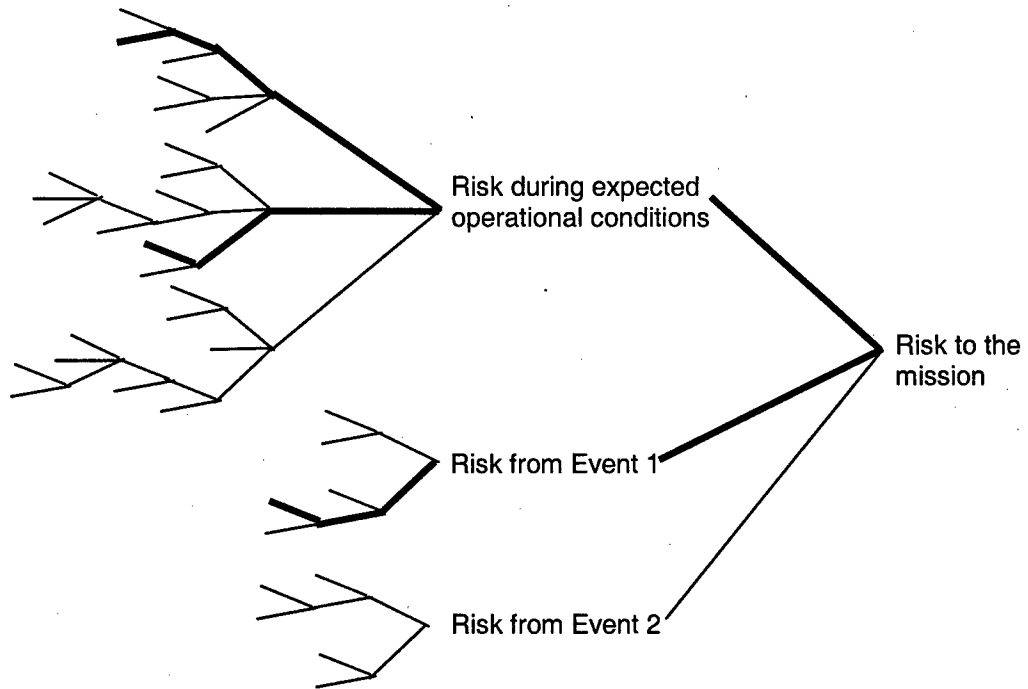 Risk during expected
operational conditions
Risk to the
mission
Risk from Event 1
Risk from Event 2